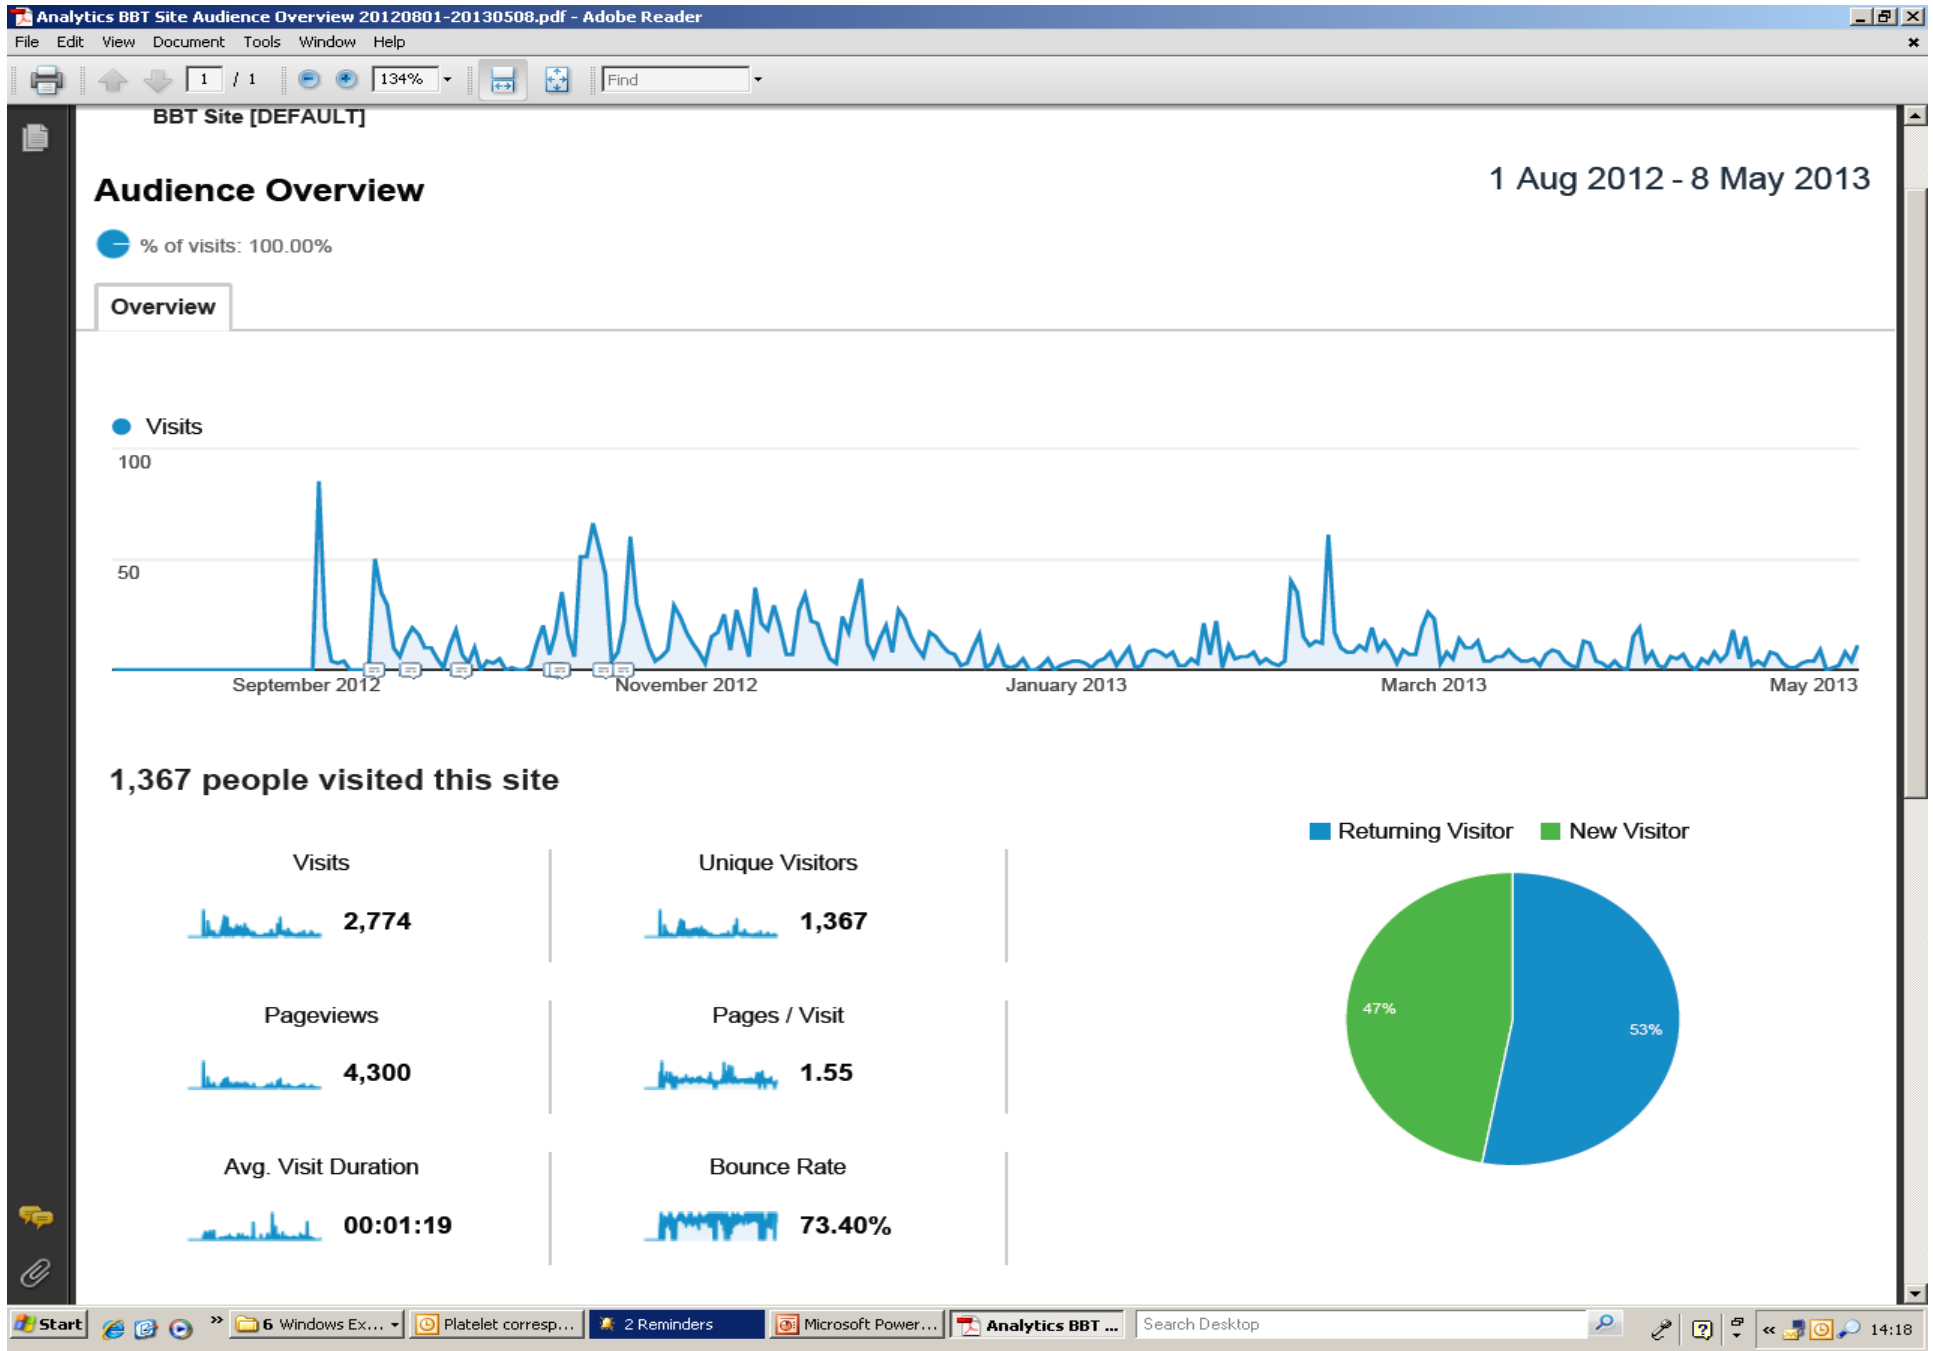 Analytics BBT Site Audience Overview 20120801-20130508.pdf - Adobe Reader
File Edit View Document Tools Window Help
1 / 1 134% Find
BBT Site [DEFAULT]
Audience Overview
1 Aug 2012 - 8 May 2013
% of visits: 100.00%
Overview
Visits
100
50
September 2012 November 2012 January 2013 March 2013 May 2013
1,367 people visited this site
Returning Visitor New Visitor
Visits Unique Visitors
2,774 1,367
Pageviews Pages / Visit
47% 53%
4,300 1.55
Avg. Visit Duration Bounce Rate
00:01:19 73.40%
Start 6 Windows Ex... Platelet corresp... 2 Reminders Microsoft Power... Analytics BBT ... Search Desktop 14:18